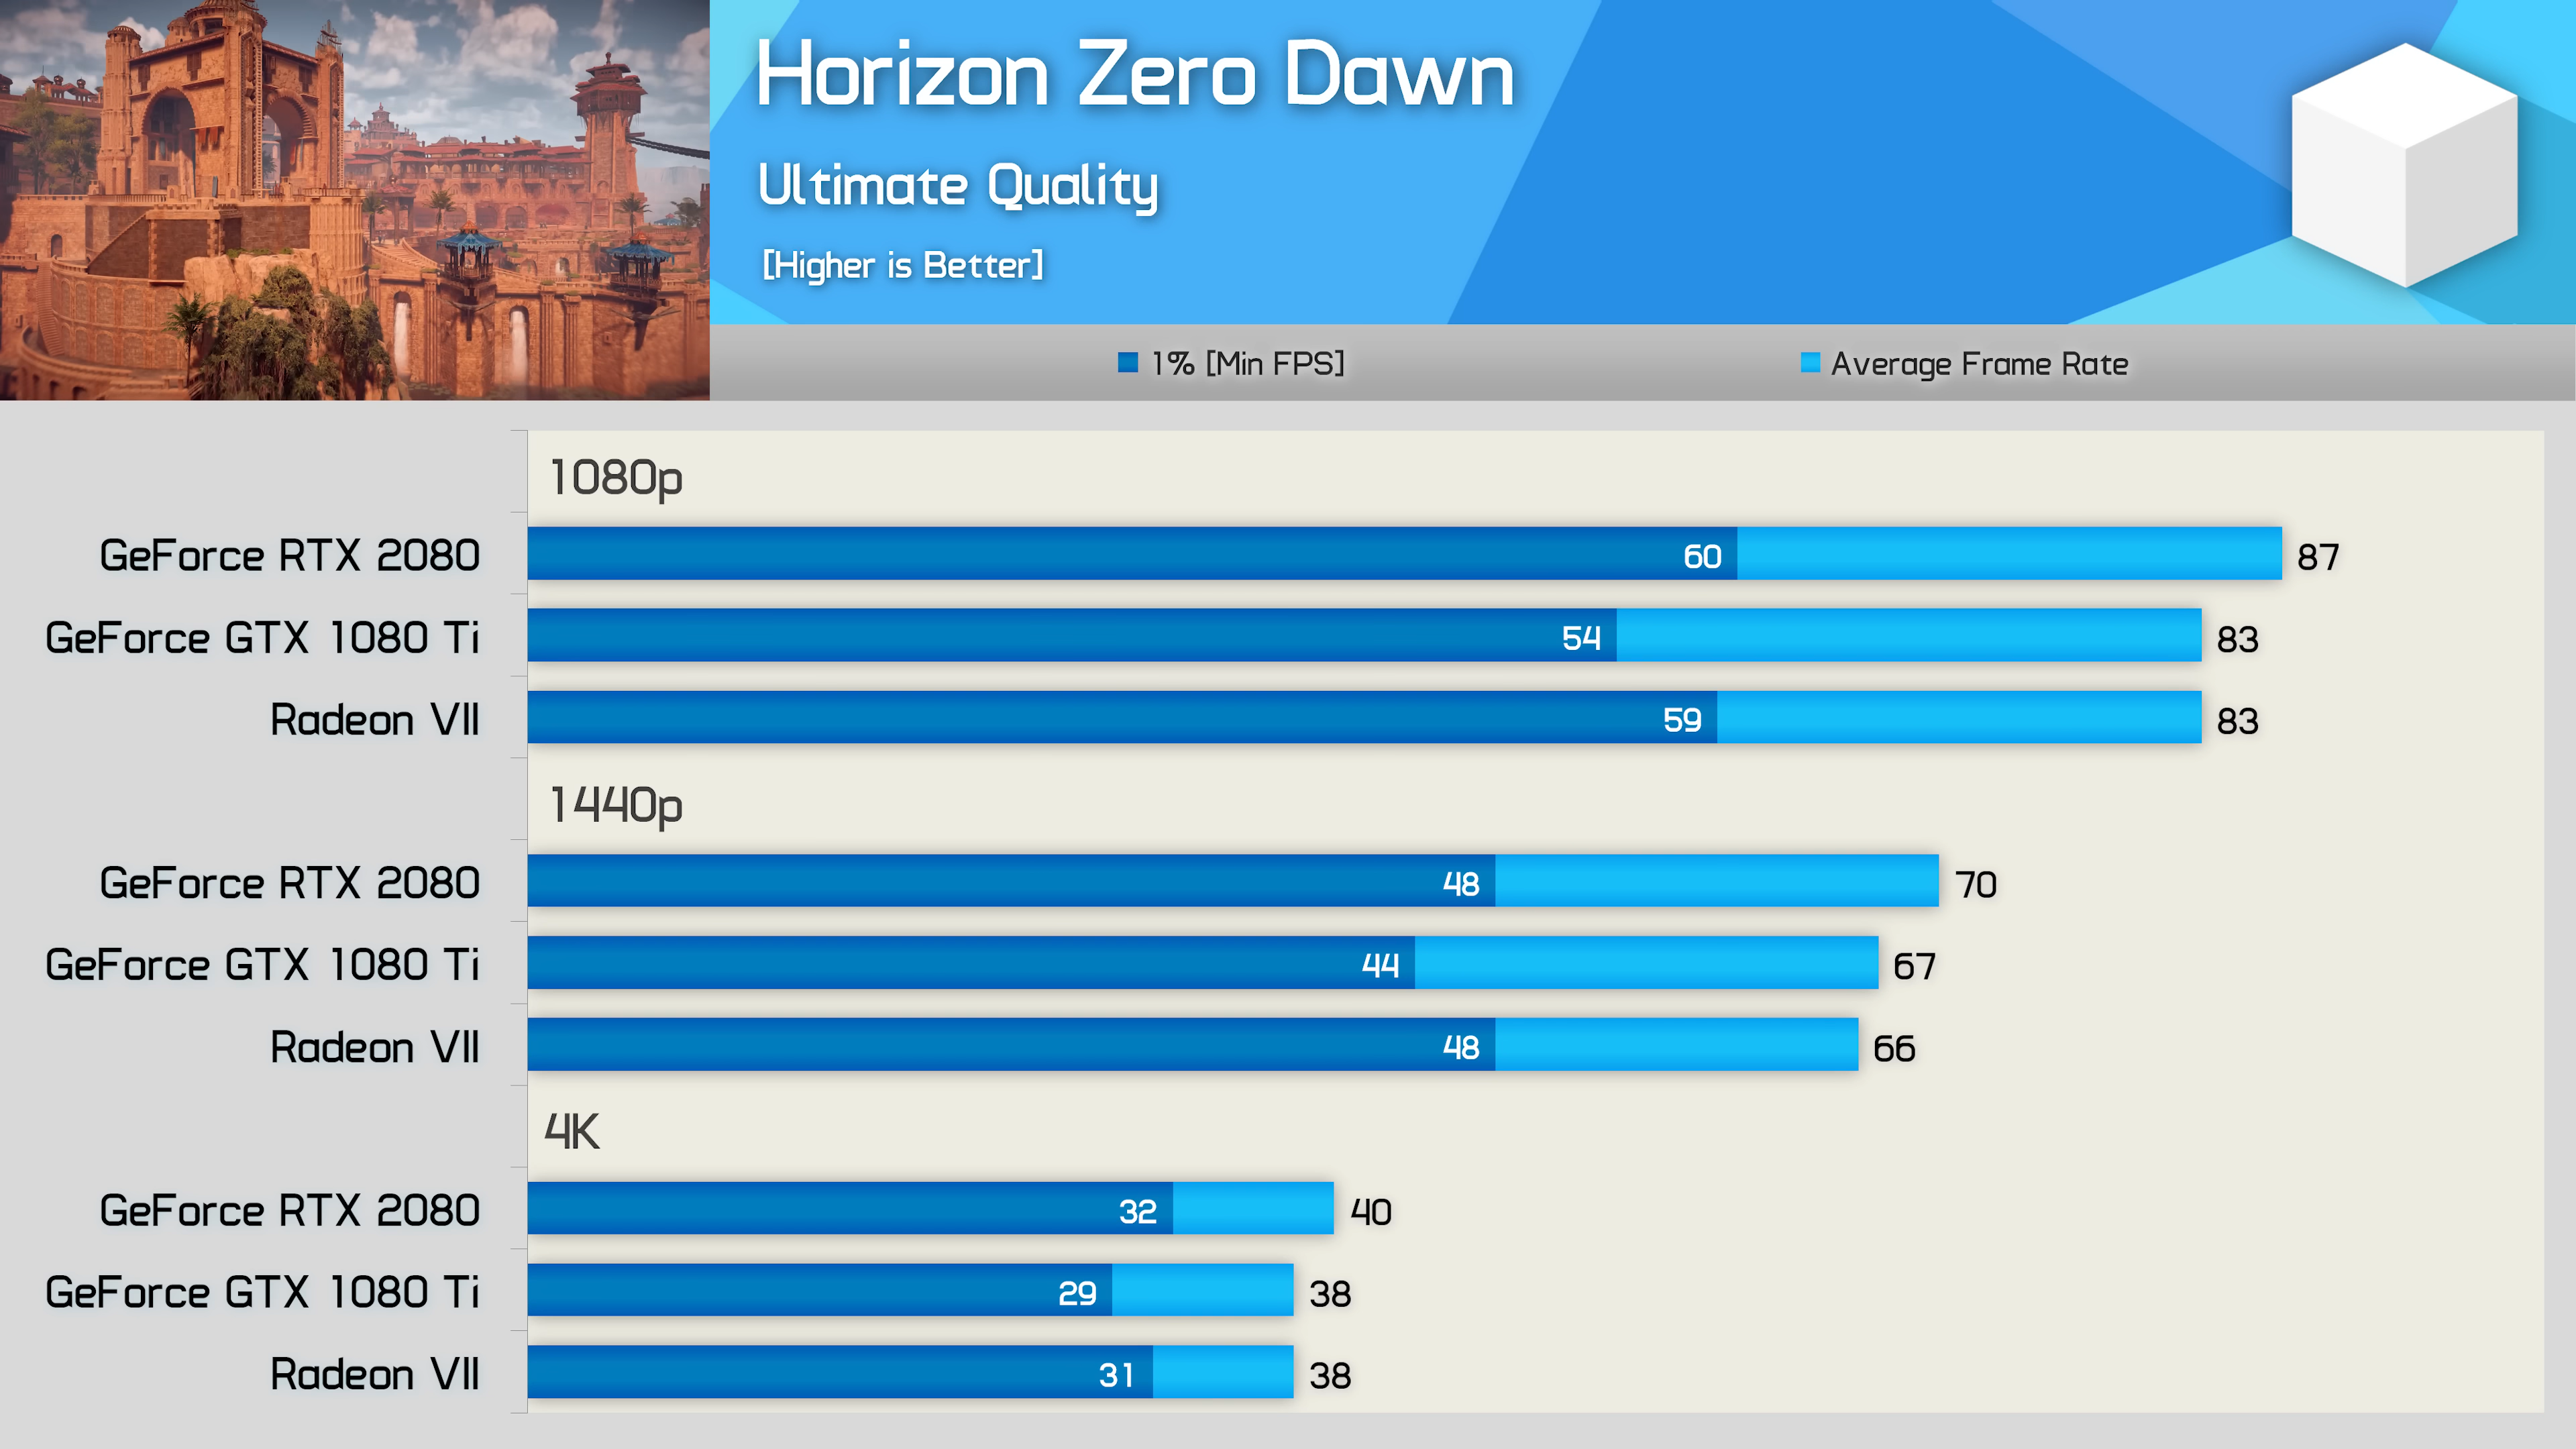 Horizon Zero Dawn
Ultimate Quality
[Higher is Better]
1% [Min FPS] Average Frame Rate
1080p
GeForce RTX 2080 60 87
GeForce GTX 1080 Ti 54 83
Radeon VII 59 83
1440p
GeForce RTX 2080 48 70
GeForce GTX 1080 Ti 44 67
Radeon VII 48 66
4K
GeForce RTX 2080 32 40
GeForce GTX 1080 Ti 29 38
Radeon VII 31 38